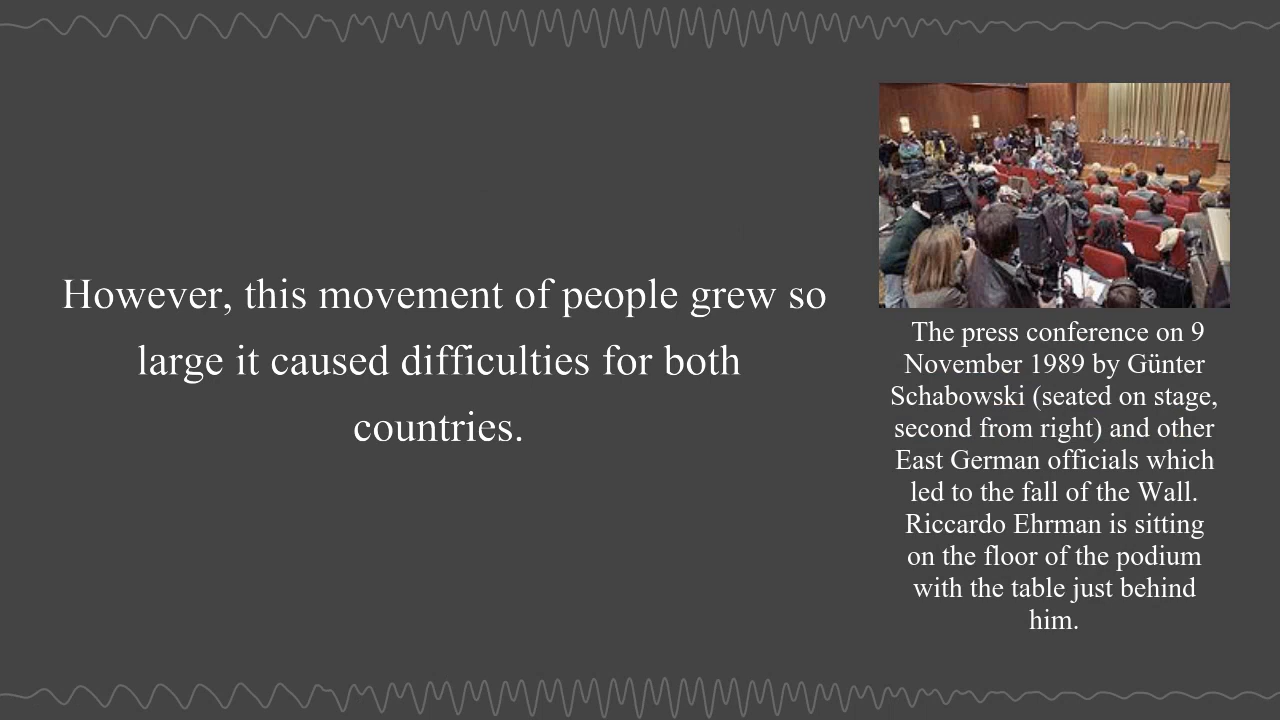 However, this movement of people grew so
large it caused difficulties for both
countries.
The press conference on 9
November 1989 by Günter
Schabowski (seated on stage,
second from right) and other
East German officials which
led to the fall of the Wall.
Riccardo Ehrman is sitting
on the floor of the podium
with the table just behind
him.